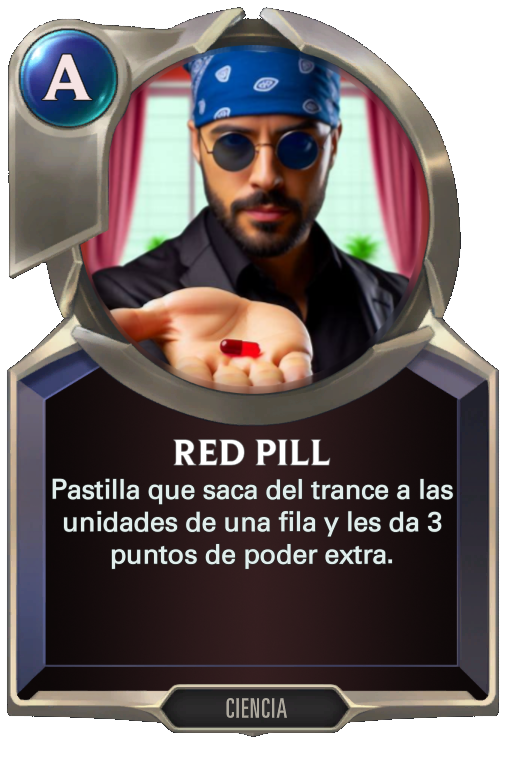 A
RED PILL
Pastilla que saca del trance a las
unidades de una fila y les da 3
puntos de poder extra.
CIENCIA